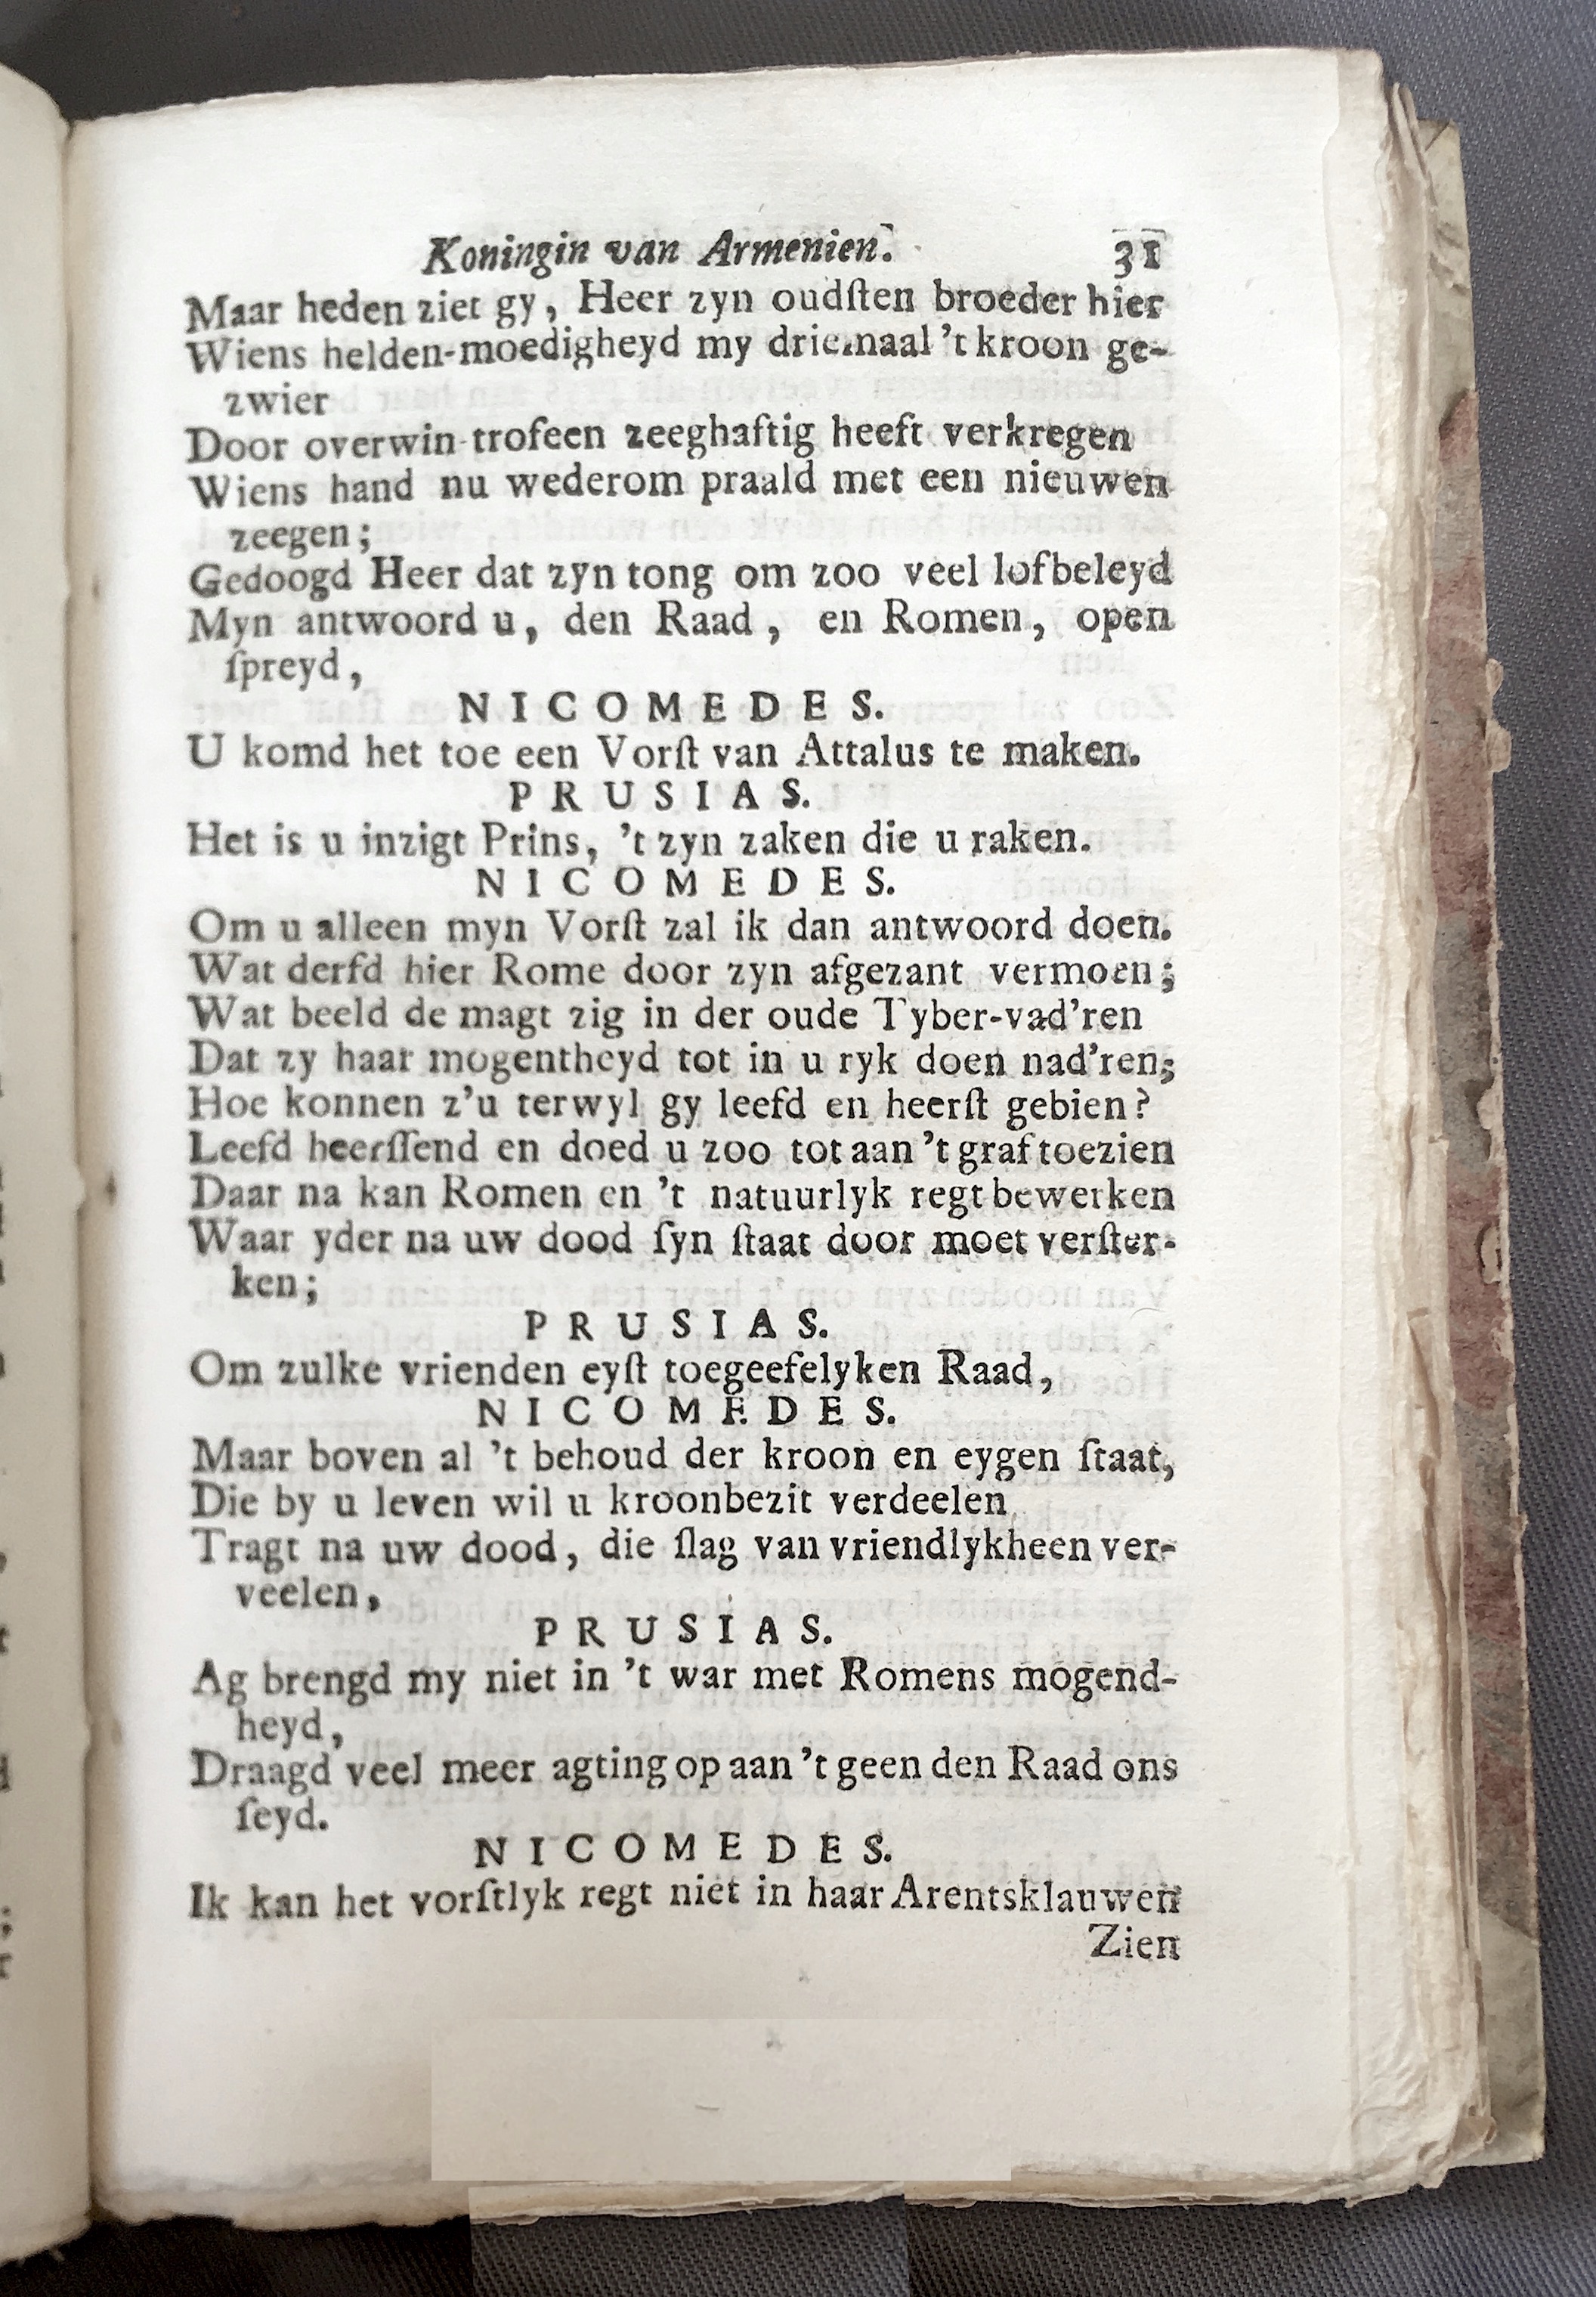 Koningin van Armenien. 31
Maar heden ziet gy, Heer zyn oudſten broeder hier
Wiens helden-moedigheyd my driemaal 't kroon ge-
zwier
Door overwin-trofeen zeeghaftig heeft verkregen
Wiens hand nu wederom praald met een nieuwen
zeegen;
Gedoogd Heer dat zyn tong om zoo veel lofbeleyd
Myn antwoord u, den Raad, en Romen, open
ſpreyd,
NICOMEDES.
U komd het toe een Vorſt van Attalus te maken.
PRUSIAS.
Het is u inzigt Prins, 't zyn zaken die u raken.
NICOMEDES.
Om u alleen myn Vorſt zal ik dan antwoord doen.
Wat derfd hier Rome door zyn afgezant vermoen;
Wat beeld de magt zig in der oude Tyber-vad'ren
Dat zy haar mogentheyd tot in u ryk doen nad'ren;
Hoe konnen z'u terwyl gy leefd en heerſt gebien?
Leefd heerſſend en doed u zoo tot aan 't graf toezien
Daar na kan Romen en 't natuurlyk regt bewerken
Waar yder na uw dood ſyn ſtaat door moet verſter-
ken;
PRUSIAS.
Om zulke vrienden eyſt toegeefelyken Raad,
NICOMEDES.
Maar boven al 't behoud der kroon en eygen ſtaat,
Die by u leven wil u kroonbezit verdeelen
Tragt na uw dood, die ſlag van vriendlykheen ver-
veelen,
PRUSIAS.
Ag brengd my niet in 't war met Romens mogend-
heyd,
Draagd veel meer agting op aan 't geen den Raad ons
ſeyd.
NICOMEDES.
Ik kan het vorſtlyk regt niet in haar Arentsklauwen
Zien